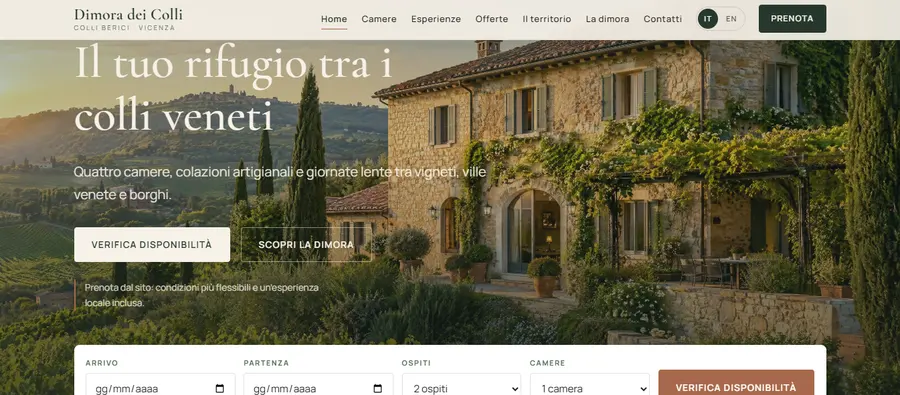 Dimora dei Colli
COLLI BERICI · VICENZA
Home Camere Esperienze Offerte Il territorio La dimora Contatti IT EN PRENOTA
Il tuo rifugio tra i
colli veneti
Quattro camere, colazioni artigianali e giornate lente tra vigneti, ville
venete e borghi.
VERIFICA DISPONIBILITÀ SCOPRI LA DIMORA
Prenota dal sito: condizioni più flessibili e un'esperienza
locale inclusa.
ARRIVO PARTENZA OSPITI CAMERE
gg/mm/aaaa gg/mm/aaaa 2 ospiti 1 camera VERIFICA DISPONIBILITÀ